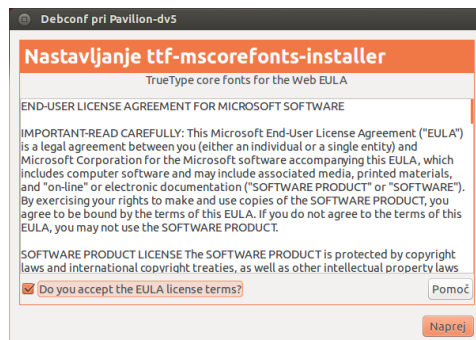 Debconf pri Pavilion-dv5
Nastavljanje ttf-mscorefonts-installer
TrueType core fonts for the Web EULA
END-USER LICENSE AGREEMENT FOR MICROSOFT SOFTWARE
IMPORTANT-READ CAREFULLY: This Microsoft End-User License Agreement ("EULA")
is a legal agreement between you (either an individual or a single entity) and
Microsoft Corporation for the Microsoft software accompanying this EULA, which
includes computer software and may include associated media, printed materials,
and "on-line" or electronic documentation ("SOFTWARE PRODUCT" or "SOFTWARE").
By exercising your rights to make and use copies of the SOFTWARE PRODUCT, you
agree to be bound by the terms of this EULA. If you do not agree to the terms of this
EULA, you may not use the SOFTWARE PRODUCT.
SOFTWARE PRODUCT LICENSE The SOFTWARE PRODUCT is protected by copyright
laws and international copyright treaties, as well as other intellectual property laws
Do you accept the EULA license terms?
Pomoč
Naprej